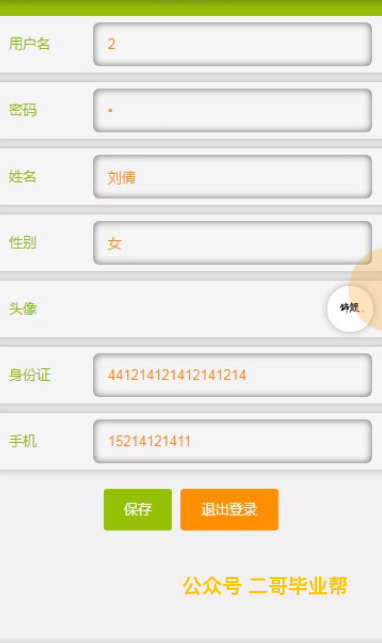 用户名 2
密码 •
姓名 刘倩
性别 女
头像
身份证 441214121412141214
手机 15214121411
保存 退出登录
公众号 二哥毕业帮